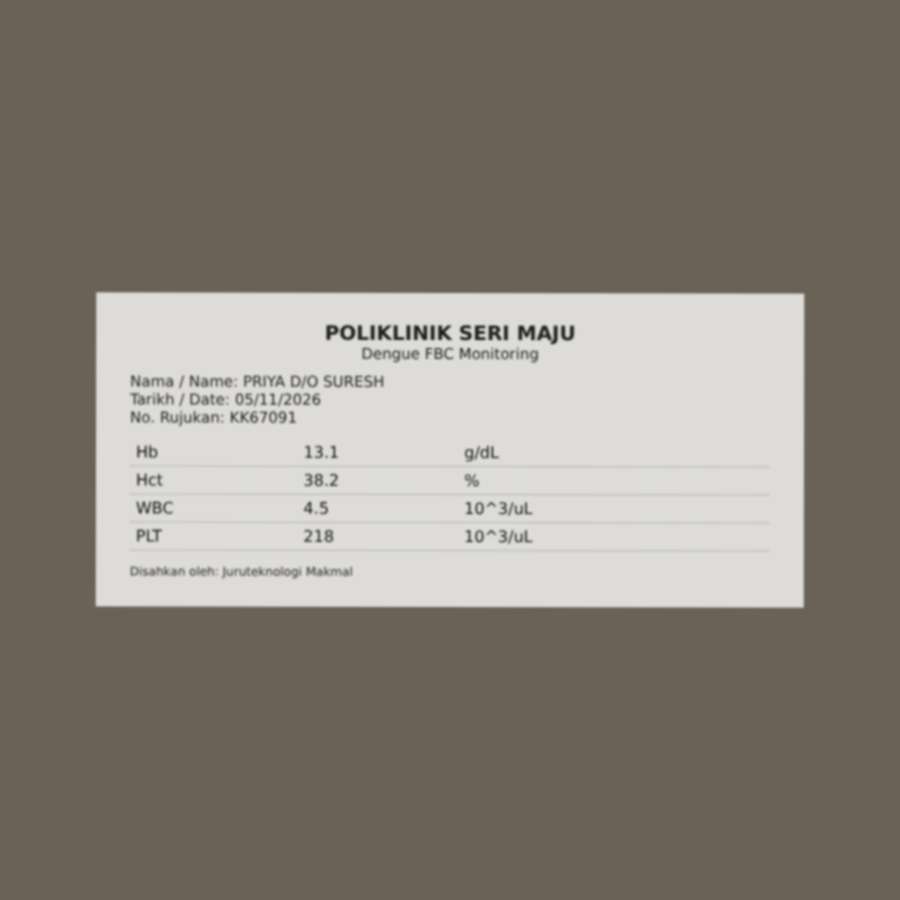 POLIKLINIK SERI MAJU
Dengue FBC Monitoring
Nama / Name: PRIYA D/O SURESH
Tarikh / Date: 05/11/2026
No. Rujukan: KK67091
Hb 13.1 g/dL
Hct 38.2 %
WBC 4.5 10^3/uL
PLT 218 10^3/uL
Disahkan oleh: Juruteknologi Makmal